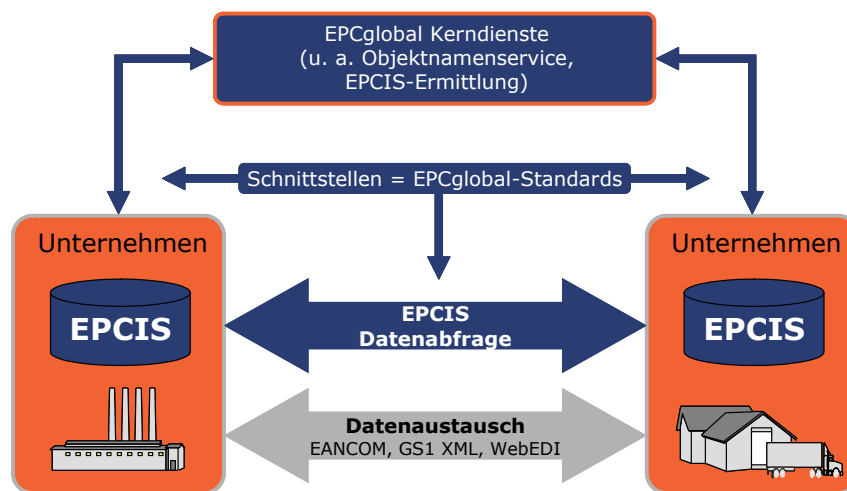 EPCglobal Kerndienste
(u. a. Objektnamenservice,
EPCIS-Ermittlung)
Schnittstellen = EPCglobal-Standards
Unternehmen
EPCIS
EPCIS
Datenabfrage
Datenaustausch
EANCOM, GS1 XML, WebEDI
Unternehmen
EPCIS